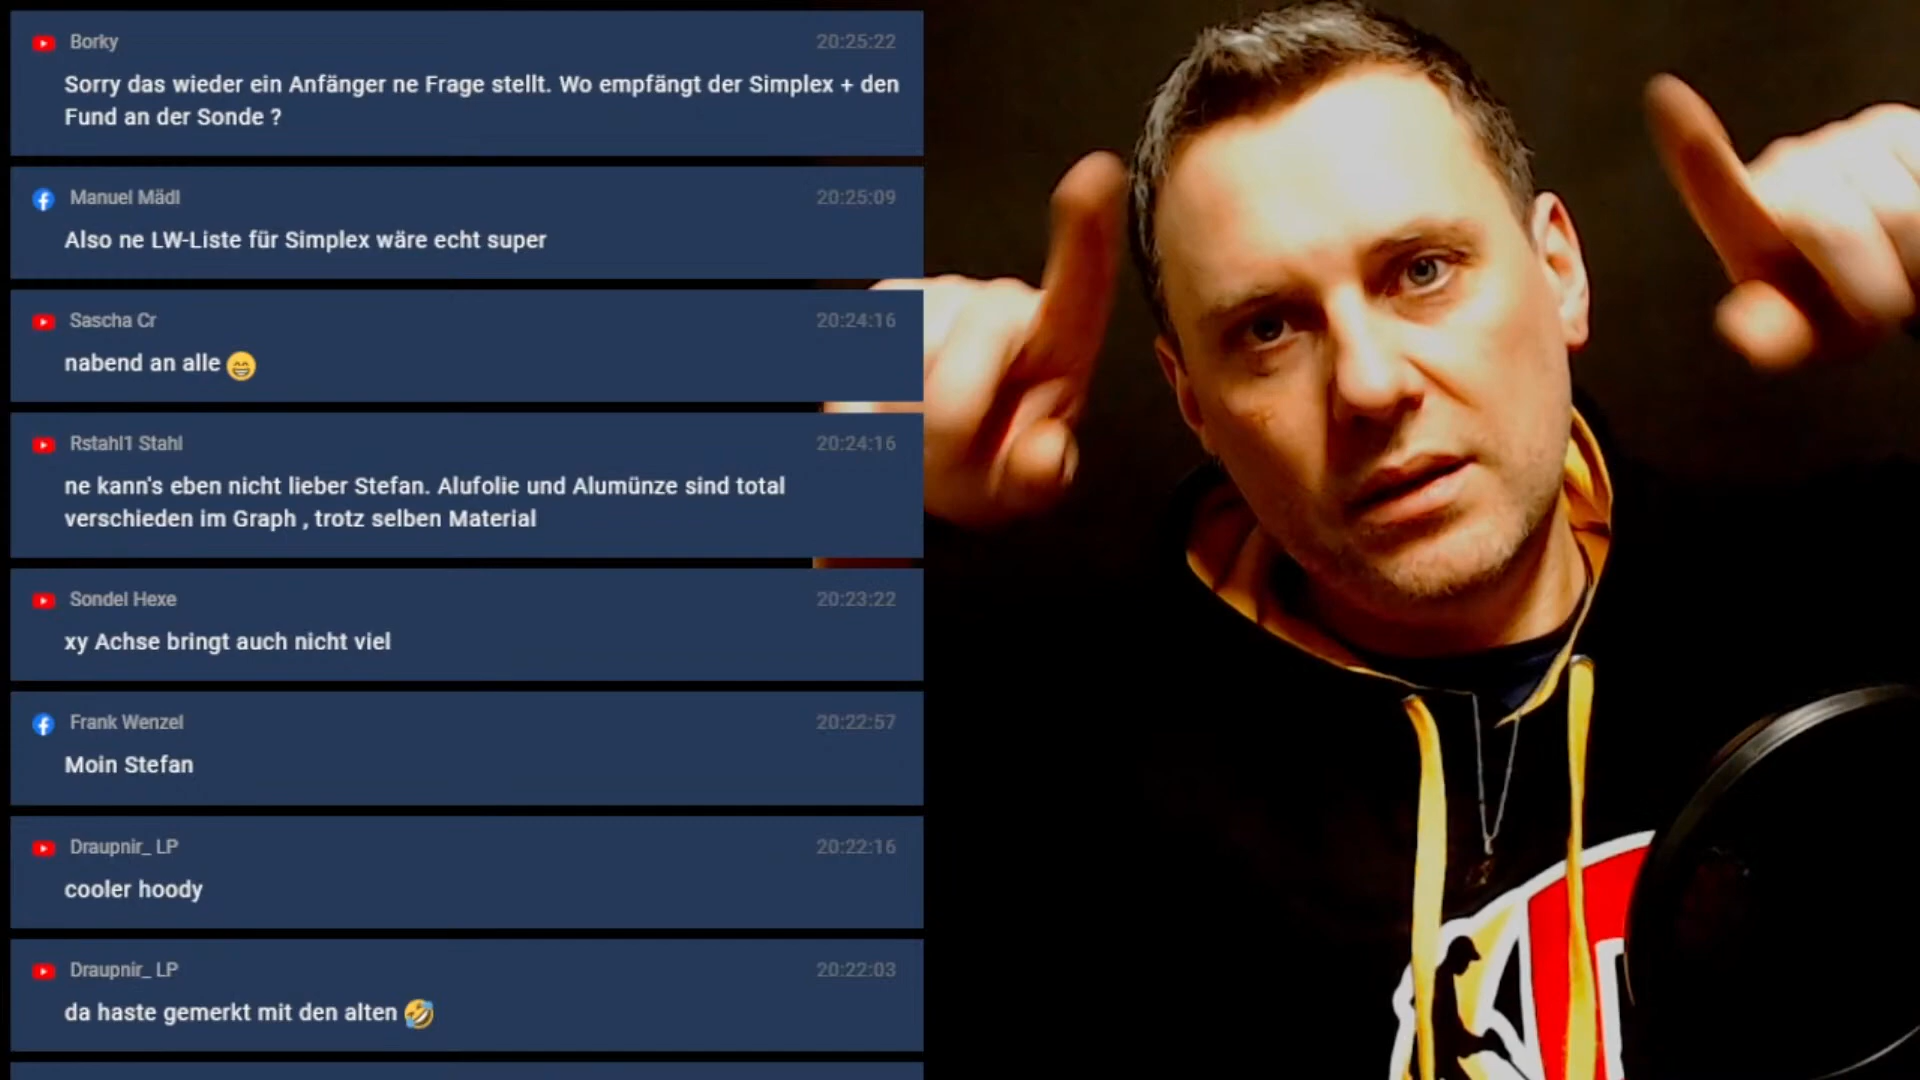 Borky 20:25:22
Sorry das wieder ein Anfänger ne Frage stellt. Wo empfängt der Simplex + den
Fund an der Sonde ?
Manuel Mädl 20:25:09
Also ne LW-Liste für Simplex wäre echt super
Sascha Cr 20:24:16
nabend an alle 😁
Rstahl1 Stahl 20:24:16
ne kann's eben nicht lieber Stefan. Alufolie und Alumünze sind total
verschieden im Graph , trotz selben Material
Sondel Hexe 20:23:22
xy Achse bringt auch nicht viel
Frank Wenzel 20:22:57
Moin Stefan
Draupnir_ LP 20:22:16
cooler hoody
Draupnir_ LP 20:22:03
da haste gemerkt mit den alten 🤣